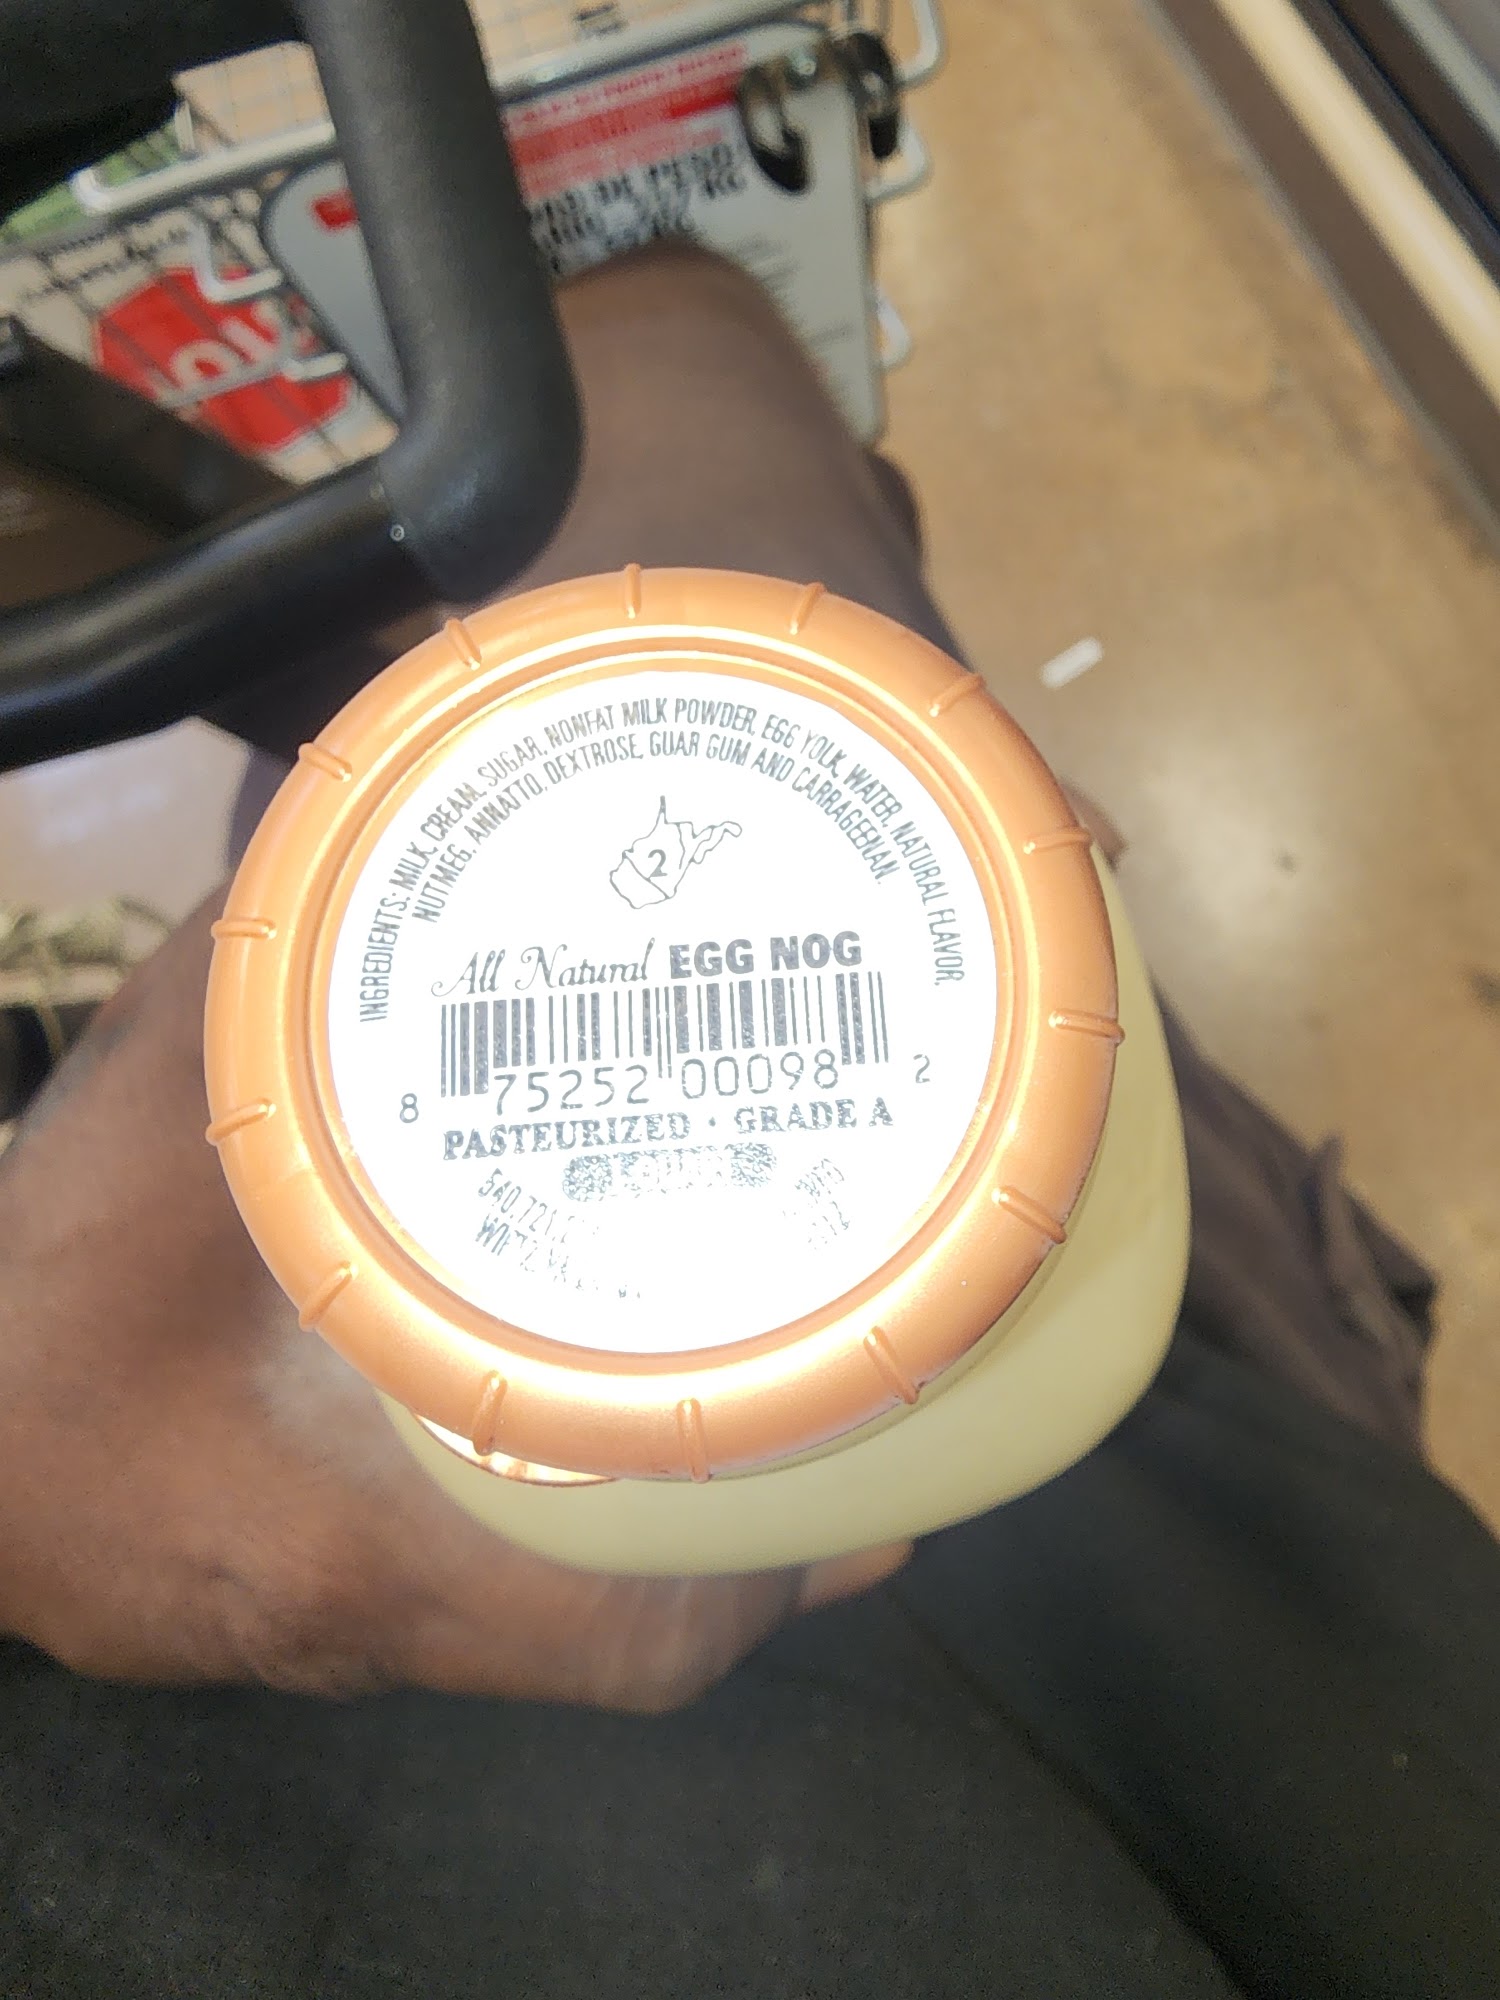 INGREDIENTS: MILK, CREAM, SUGAR, NONFAT MILK POWDER, EGG YOLK, WATER, NATURAL FLAVOR,
NUTMEG, ANNATTO, DEXTROSE, GUAR GUM AND CARRAGEENAN.
2
All Natural EGG NOG
8 75252 00098 2
PASTEURIZED · GRADE A